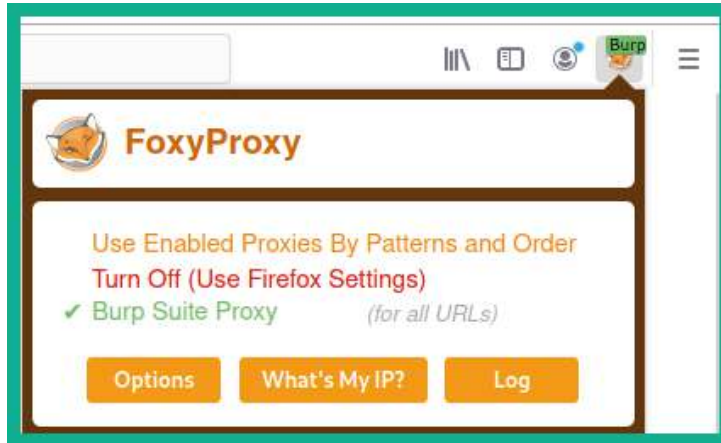 Burp
FoxyProxy
Use Enabled Proxies By Patterns and Order
Turn Off (Use Firefox Settings)
✔ Burp Suite Proxy (for all URLs)
Options What's My IP? Log